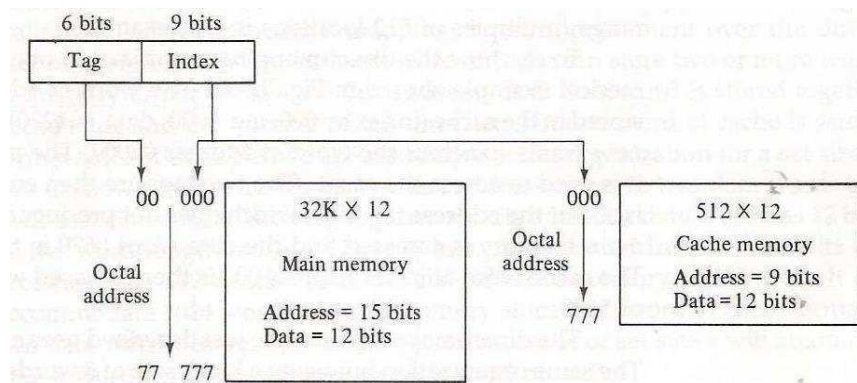 6 bits 9 bits
Tag Index
00 000
32K X 12
Main memory
Address = 15 bits
Data = 12 bits
Octal
address
77 777
000
Octal
address
777
512 X 12
Cache memory
Address = 9 bits
Data = 12 bits